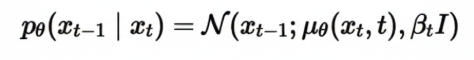 pθ(xt−1 | xt) = 𝒩(xt−1; μθ(xt, t), βtI)